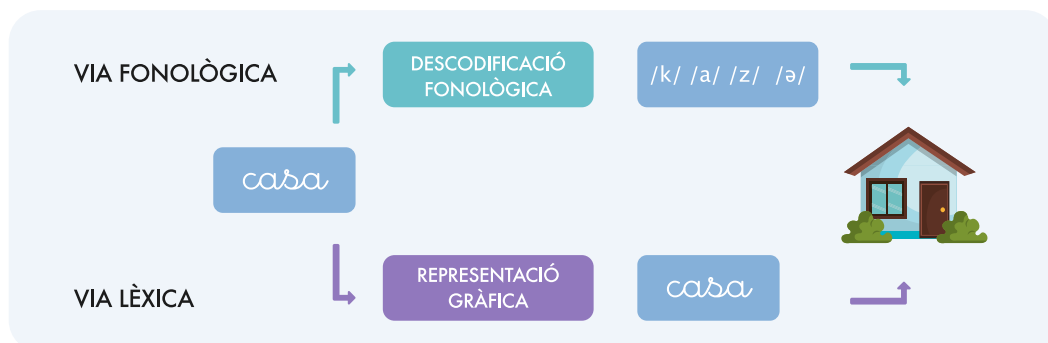 VIA FONOLÒGICA
DESCODIFICACIÓ
FONOLÒGICA
/k/ /a/ /z/ /ə/
casa
VIA LÈXICA
REPRESENTACIÓ
GRÀFICA
casa